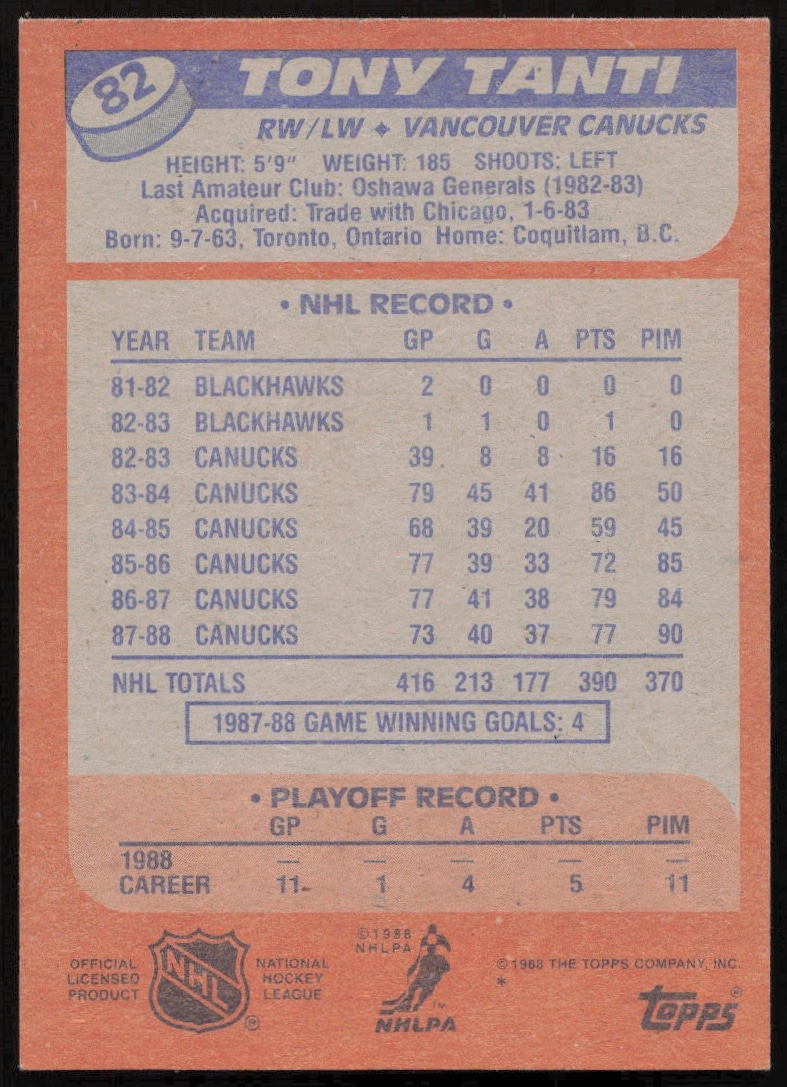 82
TONY TANTI
RW/LW ✦ VANCOUVER CANUCKS
HEIGHT: 5'9" WEIGHT: 185 SHOOTS: LEFT
Last Amateur Club: Oshawa Generals (1982-83)
Acquired: Trade with Chicago, 1-6-83
Born: 9-7-63, Toronto, Ontario Home: Coquitlam, B.C.
• NHL RECORD •
YEAR TEAM GP G A PTS PIM
81-82 BLACKHAWKS 2 0 0 0 0
82-83 BLACKHAWKS 1 1 0 1 0
82-83 CANUCKS 39 8 8 16 16
83-84 CANUCKS 79 45 41 86 50
84-85 CANUCKS 68 39 20 59 45
85-86 CANUCKS 77 39 33 72 85
86-87 CANUCKS 77 41 38 79 84
87-88 CANUCKS 73 40 37 77 90
NHL TOTALS 416 213 177 390 370
1987-88 GAME WINNING GOALS: 4
• PLAYOFF RECORD •
GP G A PTS PIM
1988 — — — — —
CAREER 11 1 4 5 11
OFFICIAL
LICENSED
PRODUCT
NHL ®
NATIONAL
HOCKEY
LEAGUE
©1988
NHLPA
™
NHLPA
©1988 THE TOPPS COMPANY, INC.
*
topps ®